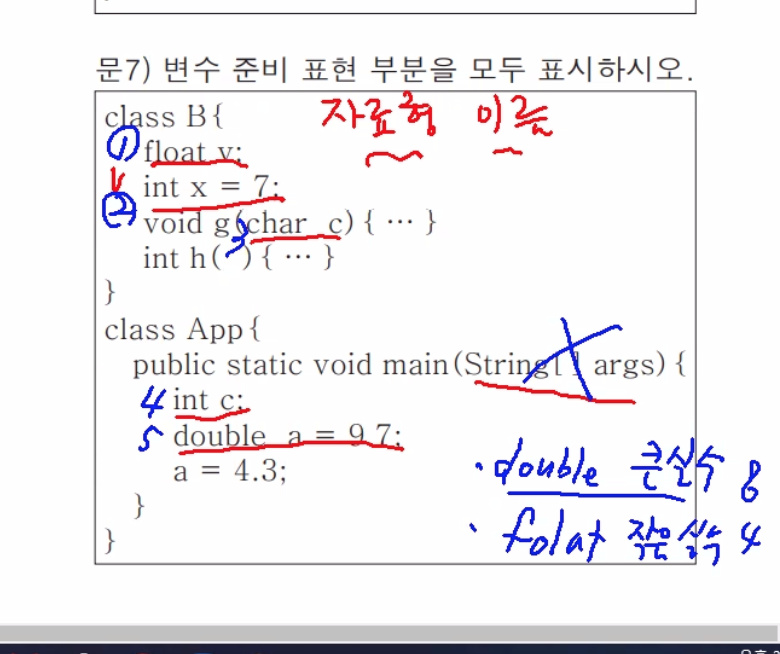 문7) 변수 준비 표현 부분을 모두 표시하시오.
class B{ 자료형 이름
① float v;
int x = 7;
② void g(char c) { … }
3 int h( ) { … }
}
class App{
public static void main(String[ ] args) {
4 int c;
5 double a = 9.7;
a = 4.3;
}
}
· double 큰실수 8
· folat 작은실수 4